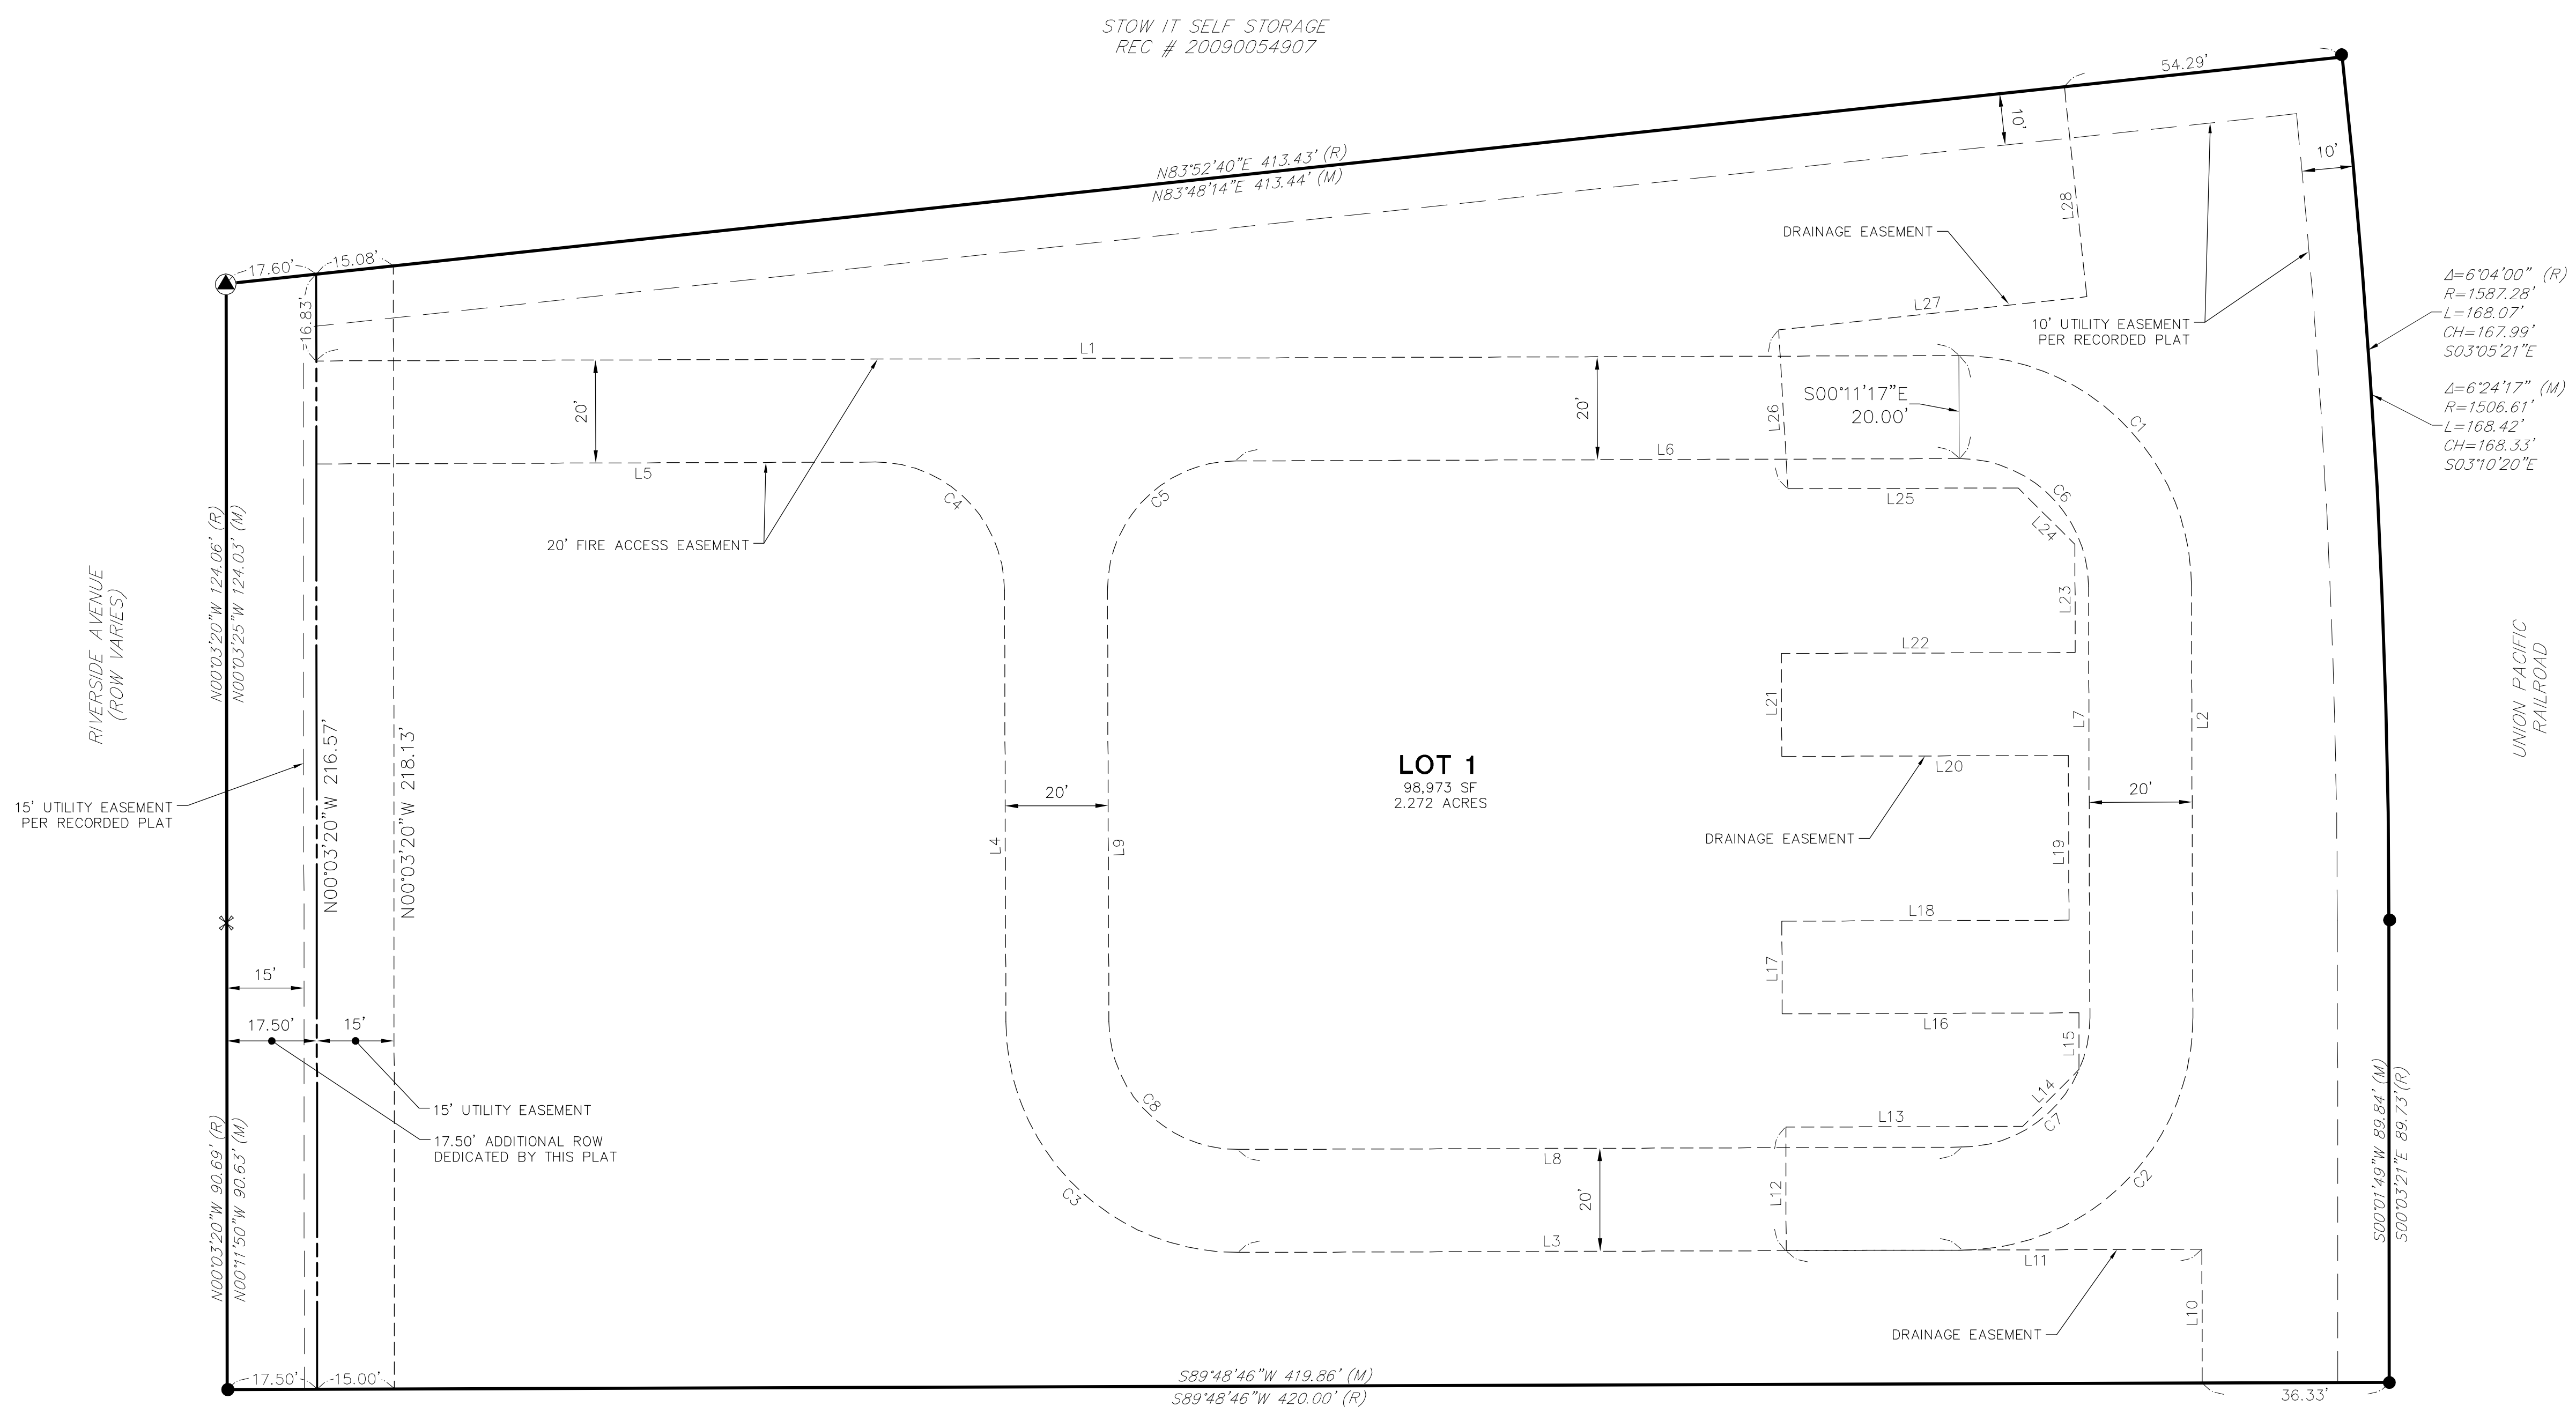 STOW IT SELF STORAGE
REC # 20090054907
54.29'
10'
10'
N83°52'40"E 413.43' (R)
N83°48'14"E 413.44' (M)
L28
DRAINAGE EASEMENT
17.60'
15.08'
16.83'
L27
10' UTILITY EASEMENT
PER RECORDED PLAT
Δ=6°04'00" (R)
R=1587.28'
L=168.07'
CH=167.99'
S03°05'21"E
Δ=6°24'17" (M)
R=1506.61'
L=168.42'
CH=168.33'
S03°10'20"E
L1
20'
20'
L26
S00°11'17"E
20.00'
C1
L5
L6
C4
C5
L25
C6
L24
20' FIRE ACCESS EASEMENT
N00°03'20"W 124.06' (R)
N00°03'25"W 124.03' (M)
RIVERSIDE AVENUE
(ROW VARIES)
L23
L22
L21
L7
L2
UNION PACIFIC
RAILROAD
N00°03'20"W 216.57'
N00°03'20"W 218.13'
LOT 1
98,973 SF
2.272 ACRES
L20
20'
20'
15' UTILITY EASEMENT
PER RECORDED PLAT
DRAINAGE EASEMENT
L4
L9
L19
L18
L17
15'
17.50'
15'
L16
L15
L14
15' UTILITY EASEMENT
17.50' ADDITIONAL ROW
DEDICATED BY THIS PLAT
C8
L13
C7
L8
L12
20'
C3
C2
L3
L11
N00°03'20"W 90.69' (R)
N00°11'50"W 90.63' (M)
S00°01'49"W 89.84' (M)
S00°03'21"E 89.73'(R)
L10
DRAINAGE EASEMENT
17.50'
15.00'
S89°48'46"W 419.86' (M)
S89°48'46"W 420.00' (R)
36.33'